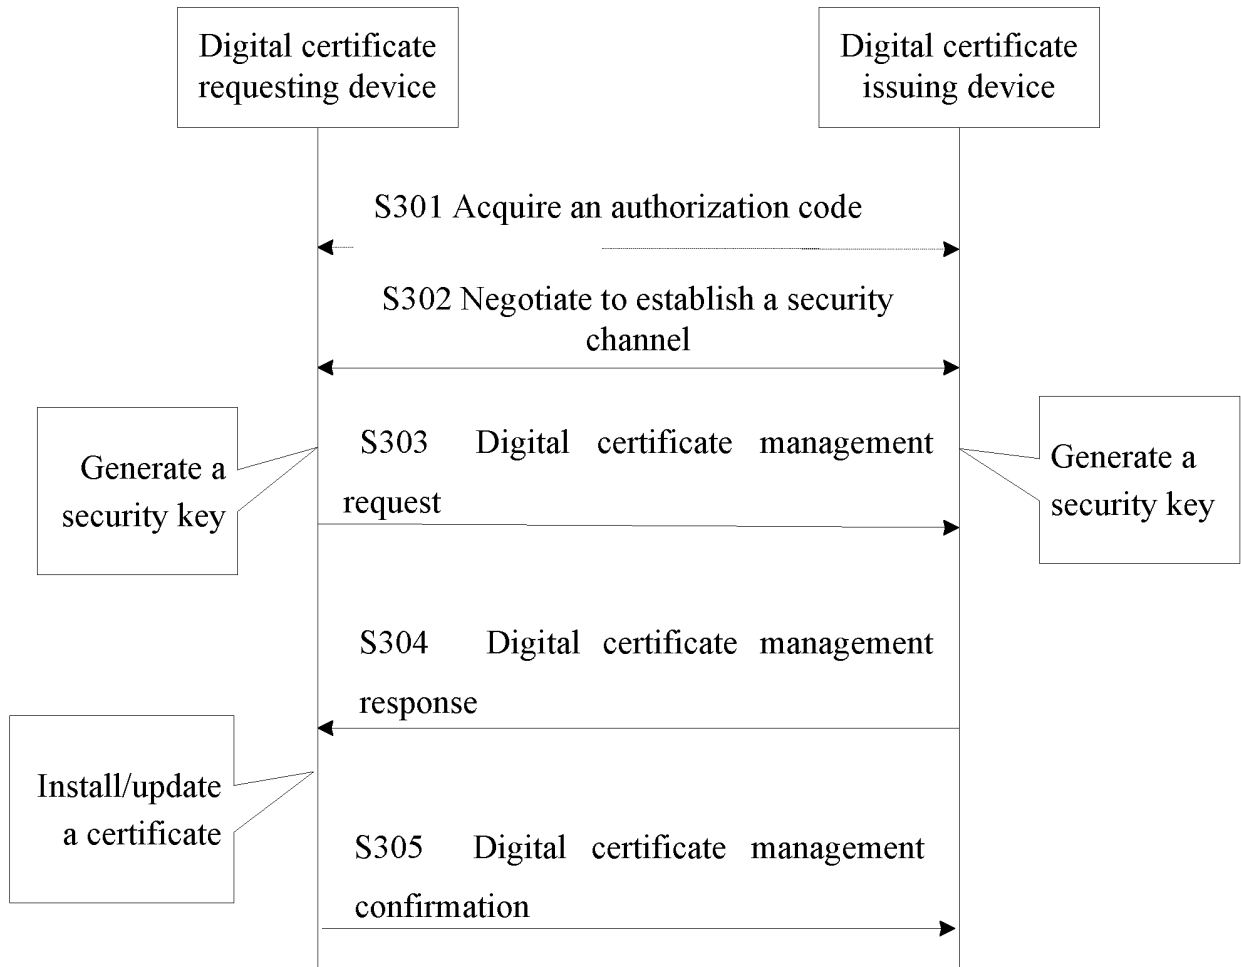 Digital certificate
requesting device
Digital certificate
issuing device
S301 Acquire an authorization code
S302 Negotiate to establish a security
channel
Generate a
security key
S303 Digital certificate management
request
Generate a
security key
S304 Digital certificate management
response
Install/update
a certificate
S305 Digital certificate management
confirmation